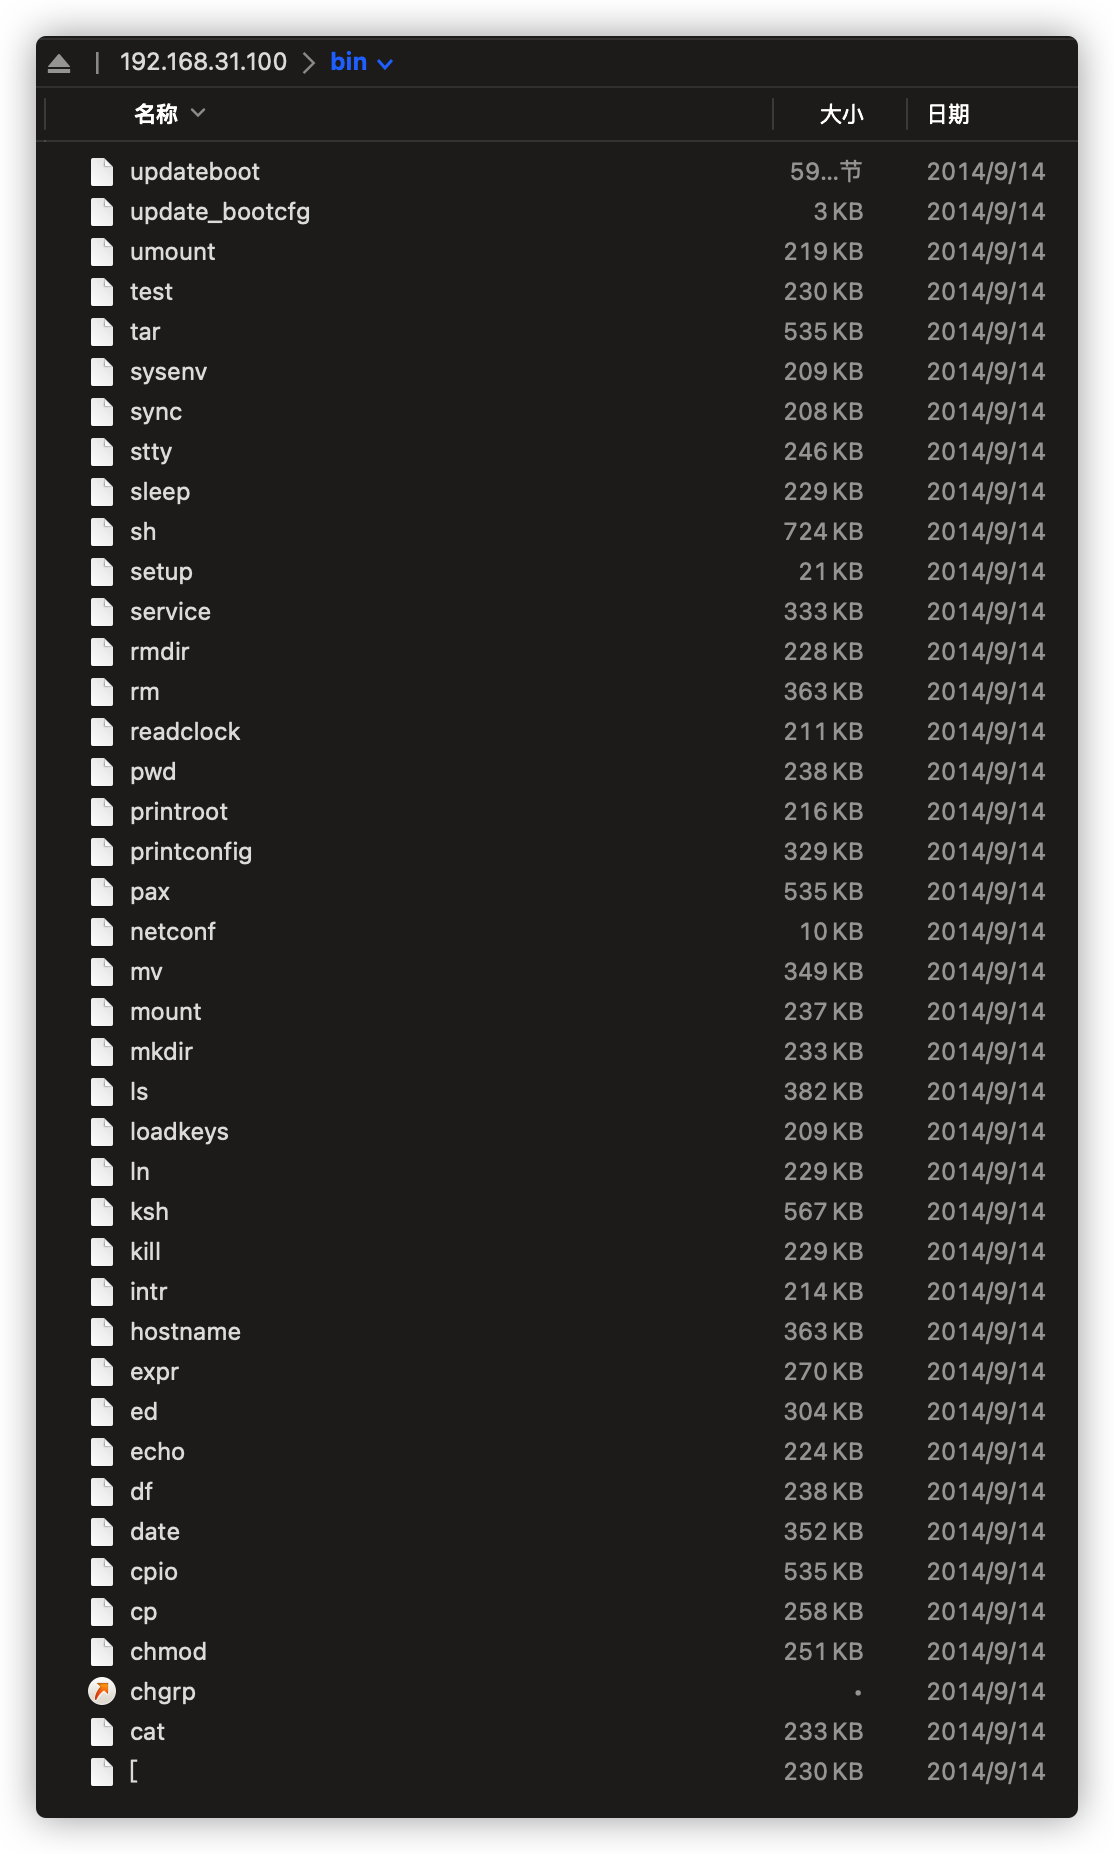 192.168.31.100 > bin
名称 大小 日期
updateboot 59...节 2014/9/14
update_bootcfg 3 KB 2014/9/14
umount 219 KB 2014/9/14
test 230 KB 2014/9/14
tar 535 KB 2014/9/14
sysenv 209 KB 2014/9/14
sync 208 KB 2014/9/14
stty 246 KB 2014/9/14
sleep 229 KB 2014/9/14
sh 724 KB 2014/9/14
setup 21 KB 2014/9/14
service 333 KB 2014/9/14
rmdir 228 KB 2014/9/14
rm 363 KB 2014/9/14
readclock 211 KB 2014/9/14
pwd 238 KB 2014/9/14
printroot 216 KB 2014/9/14
printconfig 329 KB 2014/9/14
pax 535 KB 2014/9/14
netconf 10 KB 2014/9/14
mv 349 KB 2014/9/14
mount 237 KB 2014/9/14
mkdir 233 KB 2014/9/14
ls 382 KB 2014/9/14
loadkeys 209 KB 2014/9/14
ln 229 KB 2014/9/14
ksh 567 KB 2014/9/14
kill 229 KB 2014/9/14
intr 214 KB 2014/9/14
hostname 363 KB 2014/9/14
expr 270 KB 2014/9/14
ed 304 KB 2014/9/14
echo 224 KB 2014/9/14
df 238 KB 2014/9/14
date 352 KB 2014/9/14
cpio 535 KB 2014/9/14
cp 258 KB 2014/9/14
chmod 251 KB 2014/9/14
chgrp • 2014/9/14
cat 233 KB 2014/9/14
[ 230 KB 2014/9/14